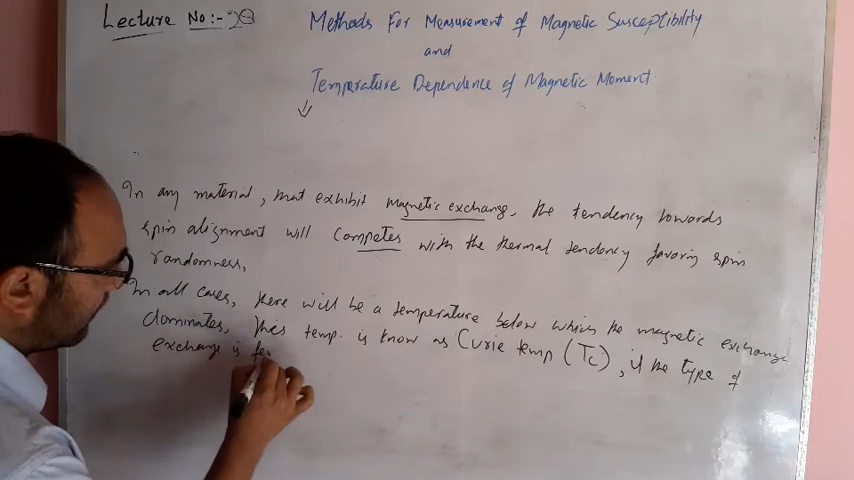 Lecture No:-
Methods For Measurement of Magnetic Susceptibility
and
Temperature Dependence of Magnetic Moment
In any material, that exhibit magnetic exchange, the tendency towards
spin alignment will competes with the thermal tendency favoring spin
randomness,
In all cases, there will be a temperature below which the magnetic exchange
dominates, this temp. is know as Curie temp (Tc), if the type of
exchange is fe